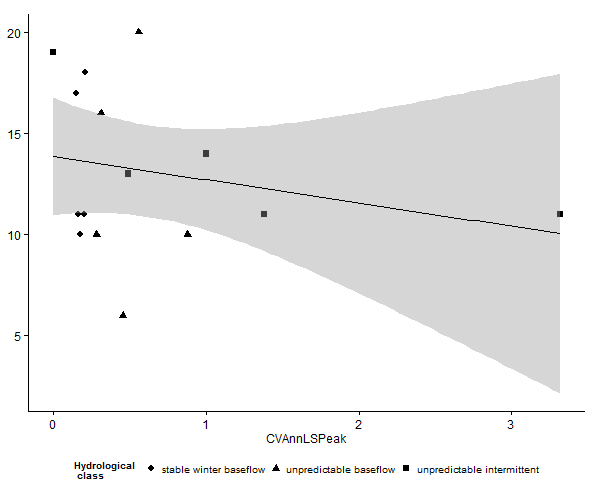 20
15
10
5
0 1 2 3
CVAnnLSPeak
Hydrological
class
stable winter baseflow unpredictable baseflow unpredictable intermittent